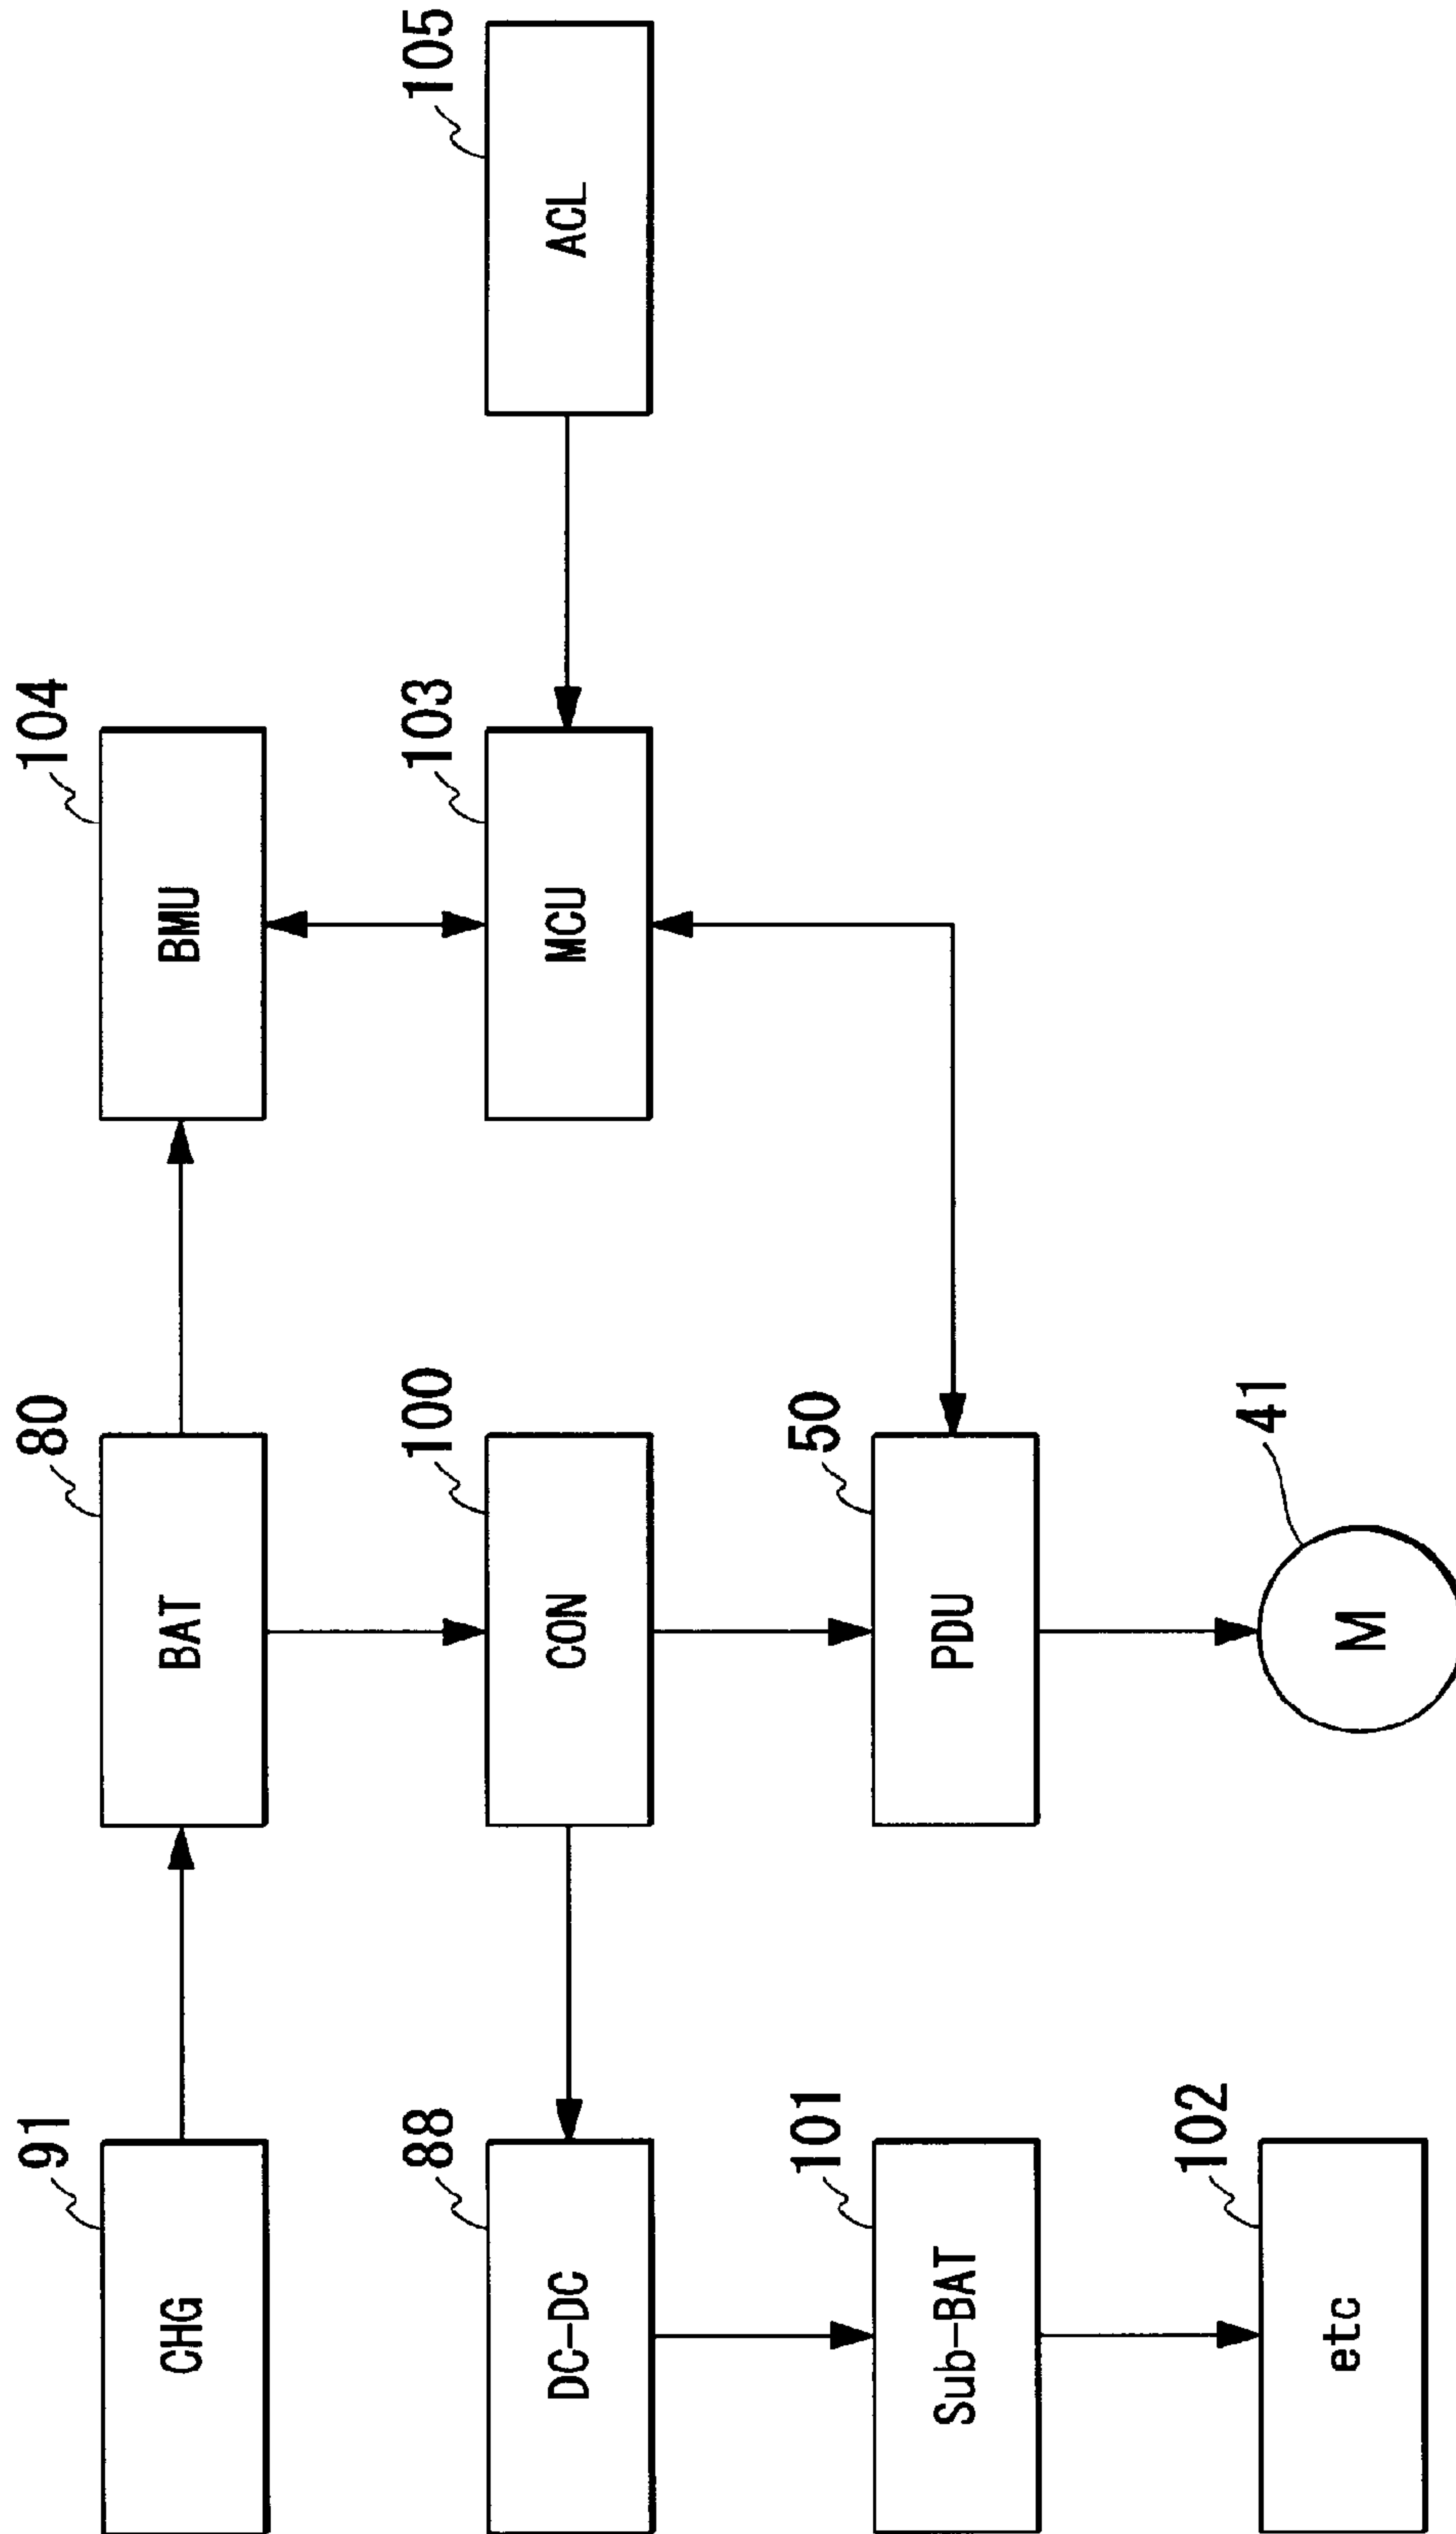 91
CHG
80
BAT
104
BMU
88
DC-DC
100
CON
103
MCU
105
ACL
101
Sub-BAT
50
PDU
102
etc
41
M